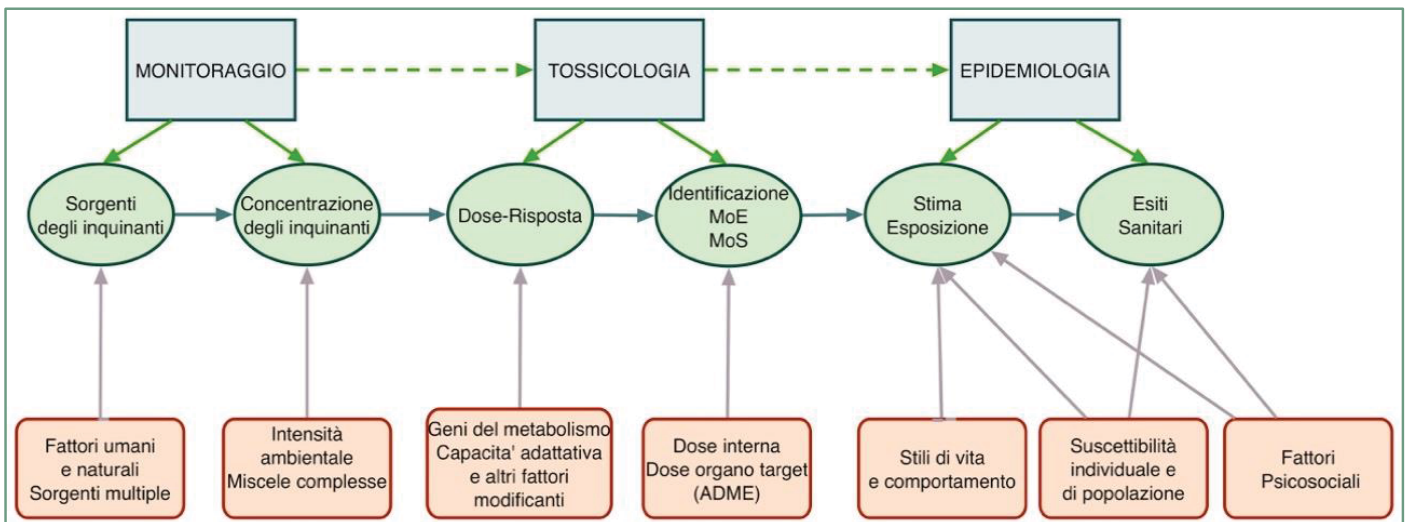 MONITORAGGIO
TOSSICOLOGIA
EPIDEMIOLOGIA
Sorgenti
degli inquinanti
Concentrazione
degli inquinanti
Dose-Risposta
Identificazione
MoE
MoS
Stima
Esposizione
Esiti
Sanitari
Fattori umani
e naturali
Sorgenti multiple
Intensità
ambientale
Miscele complesse
Geni del metabolismo
Capacita' adattativa
e altri fattori
modificanti
Dose interna
Dose organo target
(ADME)
Stili di vita
e comportamento
Suscettibilità
individuale e
di popolazione
Fattori
Psicosociali